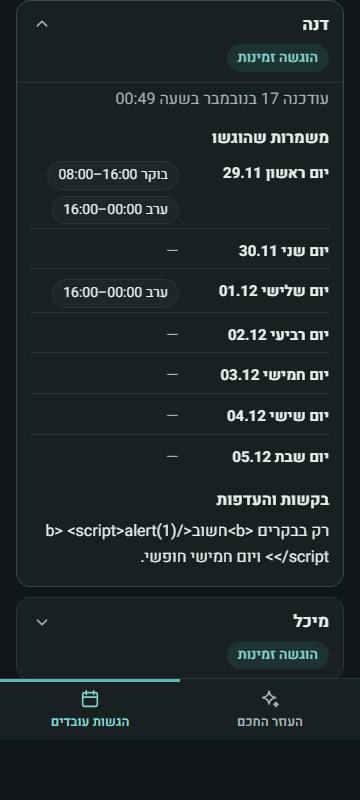 דנה
הוגשה זמינות
עודכנה 17 בנובמבר בשעה 00:49
משמרות שהוגשו
יום ראשון 29.11
בוקר 08:00–16:00
ערב 16:00–00:00
יום שני 30.11
—
יום שלישי 01.12
ערב 16:00–00:00
יום רביעי 02.12
—
יום חמישי 03.12
—
יום שישי 04.12
—
יום שבת 05.12
—
בקשות והעדפות
רק בבקרים <b>חשוב</b> <script>alert(1)
</script> ויום חמישי חופשי.
מיכל
הוגשה זמינות
העוזר החכם
הגשות עובדים